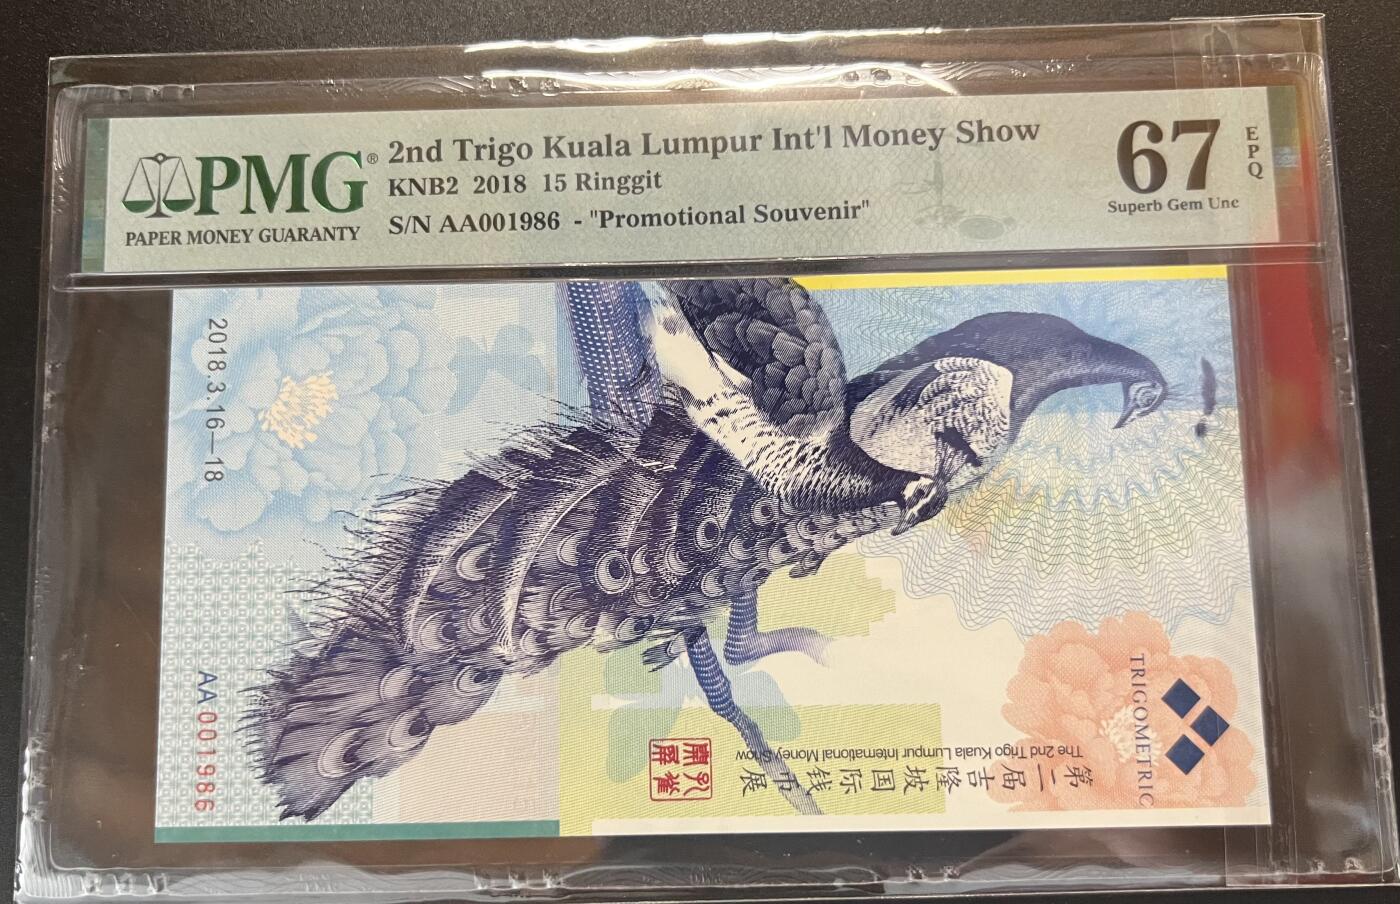 PMG®
PAPER MONEY GUARANTY
2nd Trigo Kuala Lumpur Int'l Money Show
KNB2 2018 15 Ringgit
S/N AA001986 - "Promotional Souvenir"
67
EPQ
Superb Gem Unc
2018.3.16—18
AA001986
TRIGOMETRIC
The 2nd Trigo Kuala Lumpur International Money Show
第二届吉隆坡国际钱币展
孔雀